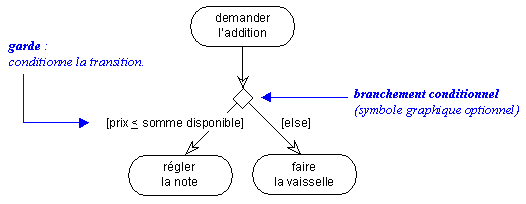 demander
l'addition
garde :
conditionne la transition.
branchement conditionnel
(symbole graphique optionnel)
[prix ≤ somme disponible]
[else]
régler
la note
faire
la vaisselle